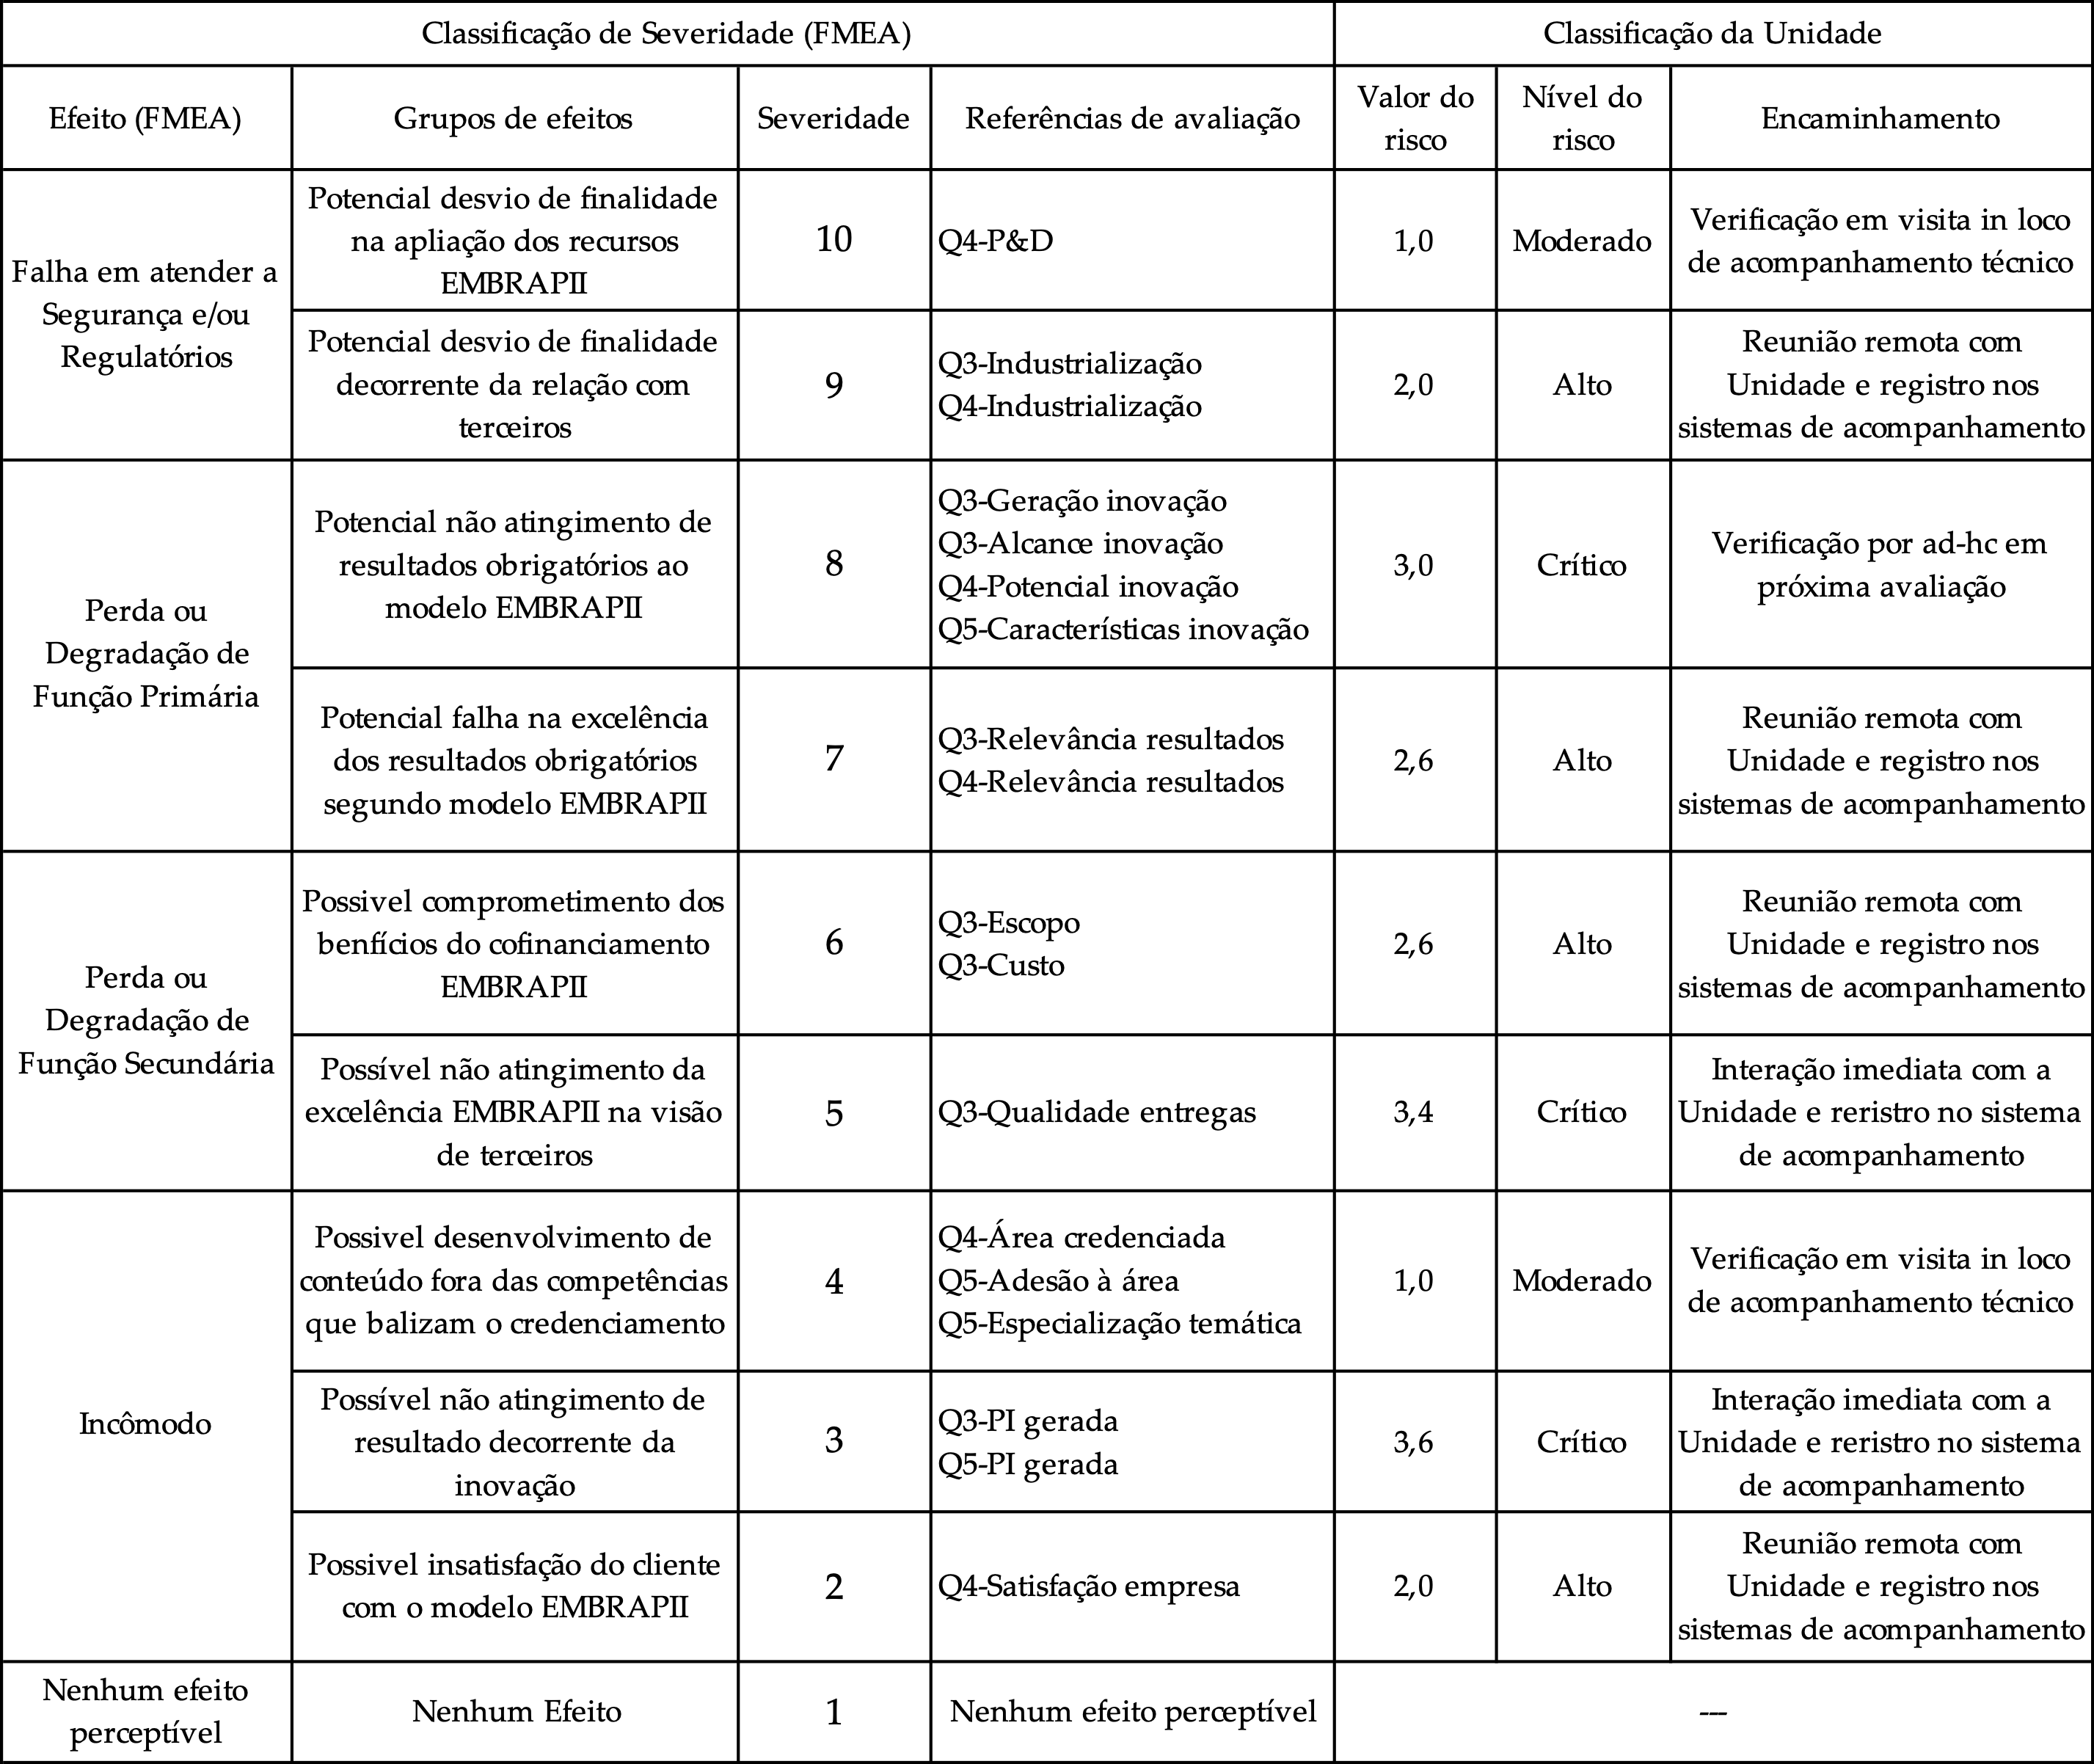 Classificação de Severidade (FMEA)
Classificação da Unidade
Efeito (FMEA)
Grupos de efeitos
Severidade
Referências de avaliação
Valor do
risco
Nível do
risco
Encaminhamento
Falha em atender a
Segurança e/ou
Regulatórios
Potencial desvio de finalidade
na apliação dos recursos
EMBRAPII
10
Q4-P&D
1,0
Moderado
Verificação em visita in loco
de acompanhamento técnico
Potencial desvio de finalidade
decorrente da relação com
terceiros
9
Q3-Industrialização
Q4-Industrialização
2,0
Alto
Reunião remota com
Unidade e registro nos
sistemas de acompanhamento
Perda ou
Degradação de
Função Primária
Potencial não atingimento de
resultados obrigatórios ao
modelo EMBRAPII
8
Q3-Geração inovação
Q3-Alcance inovação
Q4-Potencial inovação
Q5-Características inovação
3,0
Crítico
Verificação por ad-hc em
próxima avaliação
Potencial falha na excelência
dos resultados obrigatórios
segundo modelo EMBRAPII
7
Q3-Relevância resultados
Q4-Relevância resultados
2,6
Alto
Reunião remota com
Unidade e registro nos
sistemas de acompanhamento
Perda ou
Degradação de
Função Secundária
Possivel comprometimento dos
benfícios do cofinanciamento
EMBRAPII
6
Q3-Escopo
Q3-Custo
2,6
Alto
Reunião remota com
Unidade e registro nos
sistemas de acompanhamento
Possível não atingimento da
excelência EMBRAPII na visão
de terceiros
5
Q3-Qualidade entregas
3,4
Crítico
Interação imediata com a
Unidade e reristro no sistema
de acompanhamento
Incômodo
Possivel desenvolvimento de
conteúdo fora das competências
que balizam o credenciamento
4
Q4-Área credenciada
Q5-Adesão à área
Q5-Especialização temática
1,0
Moderado
Verificação em visita in loco
de acompanhamento técnico
Possível não atingimento de
resultado decorrente da
inovação
3
Q3-PI gerada
Q5-PI gerada
3,6
Crítico
Interação imediata com a
Unidade e reristro no sistema
de acompanhamento
Possivel insatisfação do cliente
com o modelo EMBRAPII
2
Q4-Satisfação empresa
2,0
Alto
Reunião remota com
Unidade e registro nos
sistemas de acompanhamento
Nenhum efeito
perceptível
Nenhum Efeito
1
Nenhum efeito perceptível
---